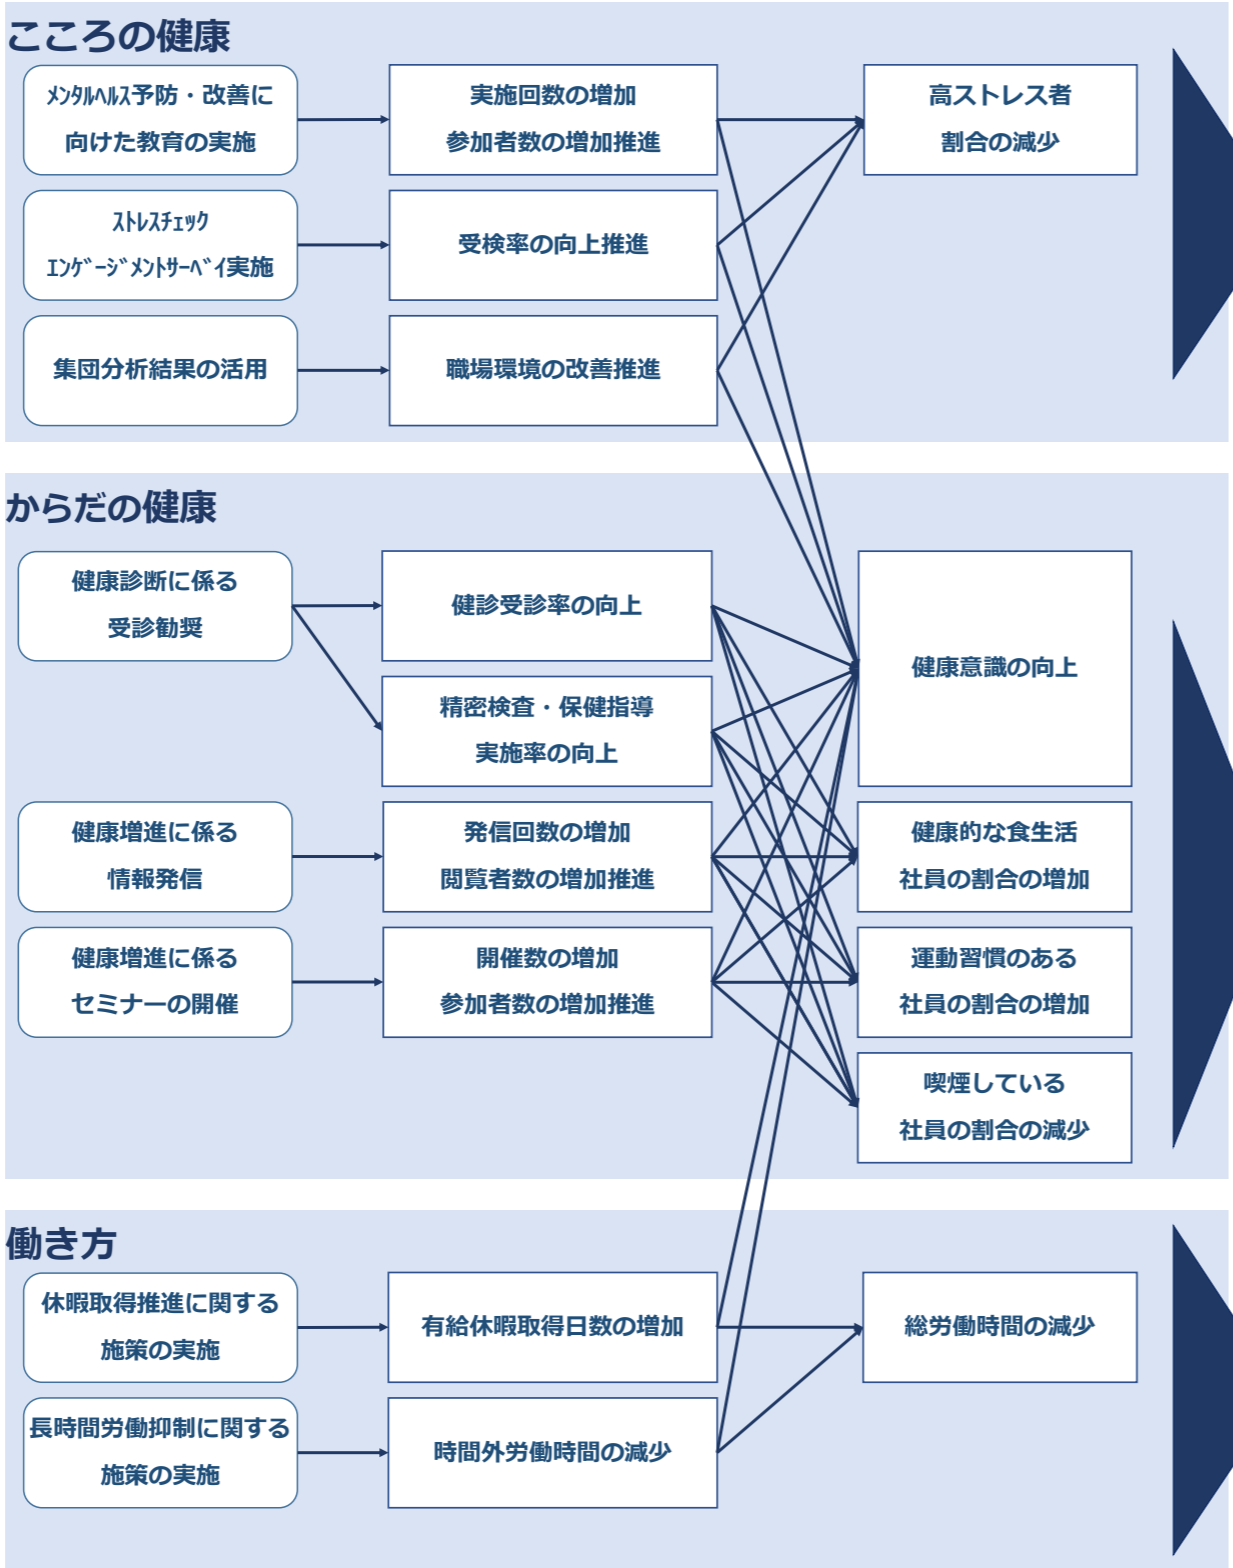 こころの健康
ﾒﾝﾀﾙﾍﾙｽ予防・改善に
向けた教育の実施
実施回数の増加
参加者数の増加推進
高ストレス者
割合の減少
ｽﾄﾚｽﾁｪｯｸ
ｴﾝｹﾞｰｼﾞﾒﾝﾄｻｰﾍﾞｲ実施
受検率の向上推進
集団分析結果の活用
職場環境の改善推進
からだの健康
健康診断に係る
受診勧奨
健診受診率の向上
精密検査・保健指導
実施率の向上
健康意識の向上
健康増進に係る
情報発信
発信回数の増加
閲覧者数の増加推進
健康的な食生活
社員の割合の増加
健康増進に係る
セミナーの開催
開催数の増加
参加者数の増加推進
運動習慣のある
社員の割合の増加
喫煙している
社員の割合の減少
働き方
休暇取得推進に関する
施策の実施
有給休暇取得日数の増加
総労働時間の減少
長時間労働抑制に関する
施策の実施
時間外労働時間の減少